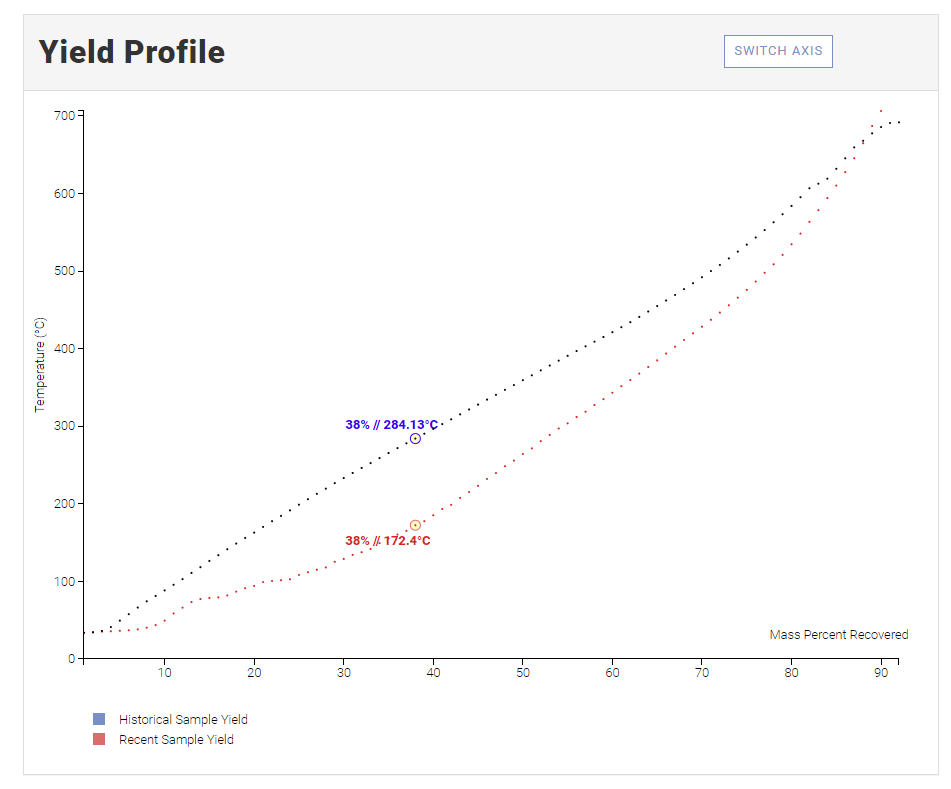 Yield Profile
SWITCH AXIS
700
600
500
400
300
200
100
0
Temperature (°C)
38% // 284.13°C
38% // 172.4°C
Mass Percent Recovered
10 20 30 40 50 60 70 80 90
Historical Sample Yield
Recent Sample Yield